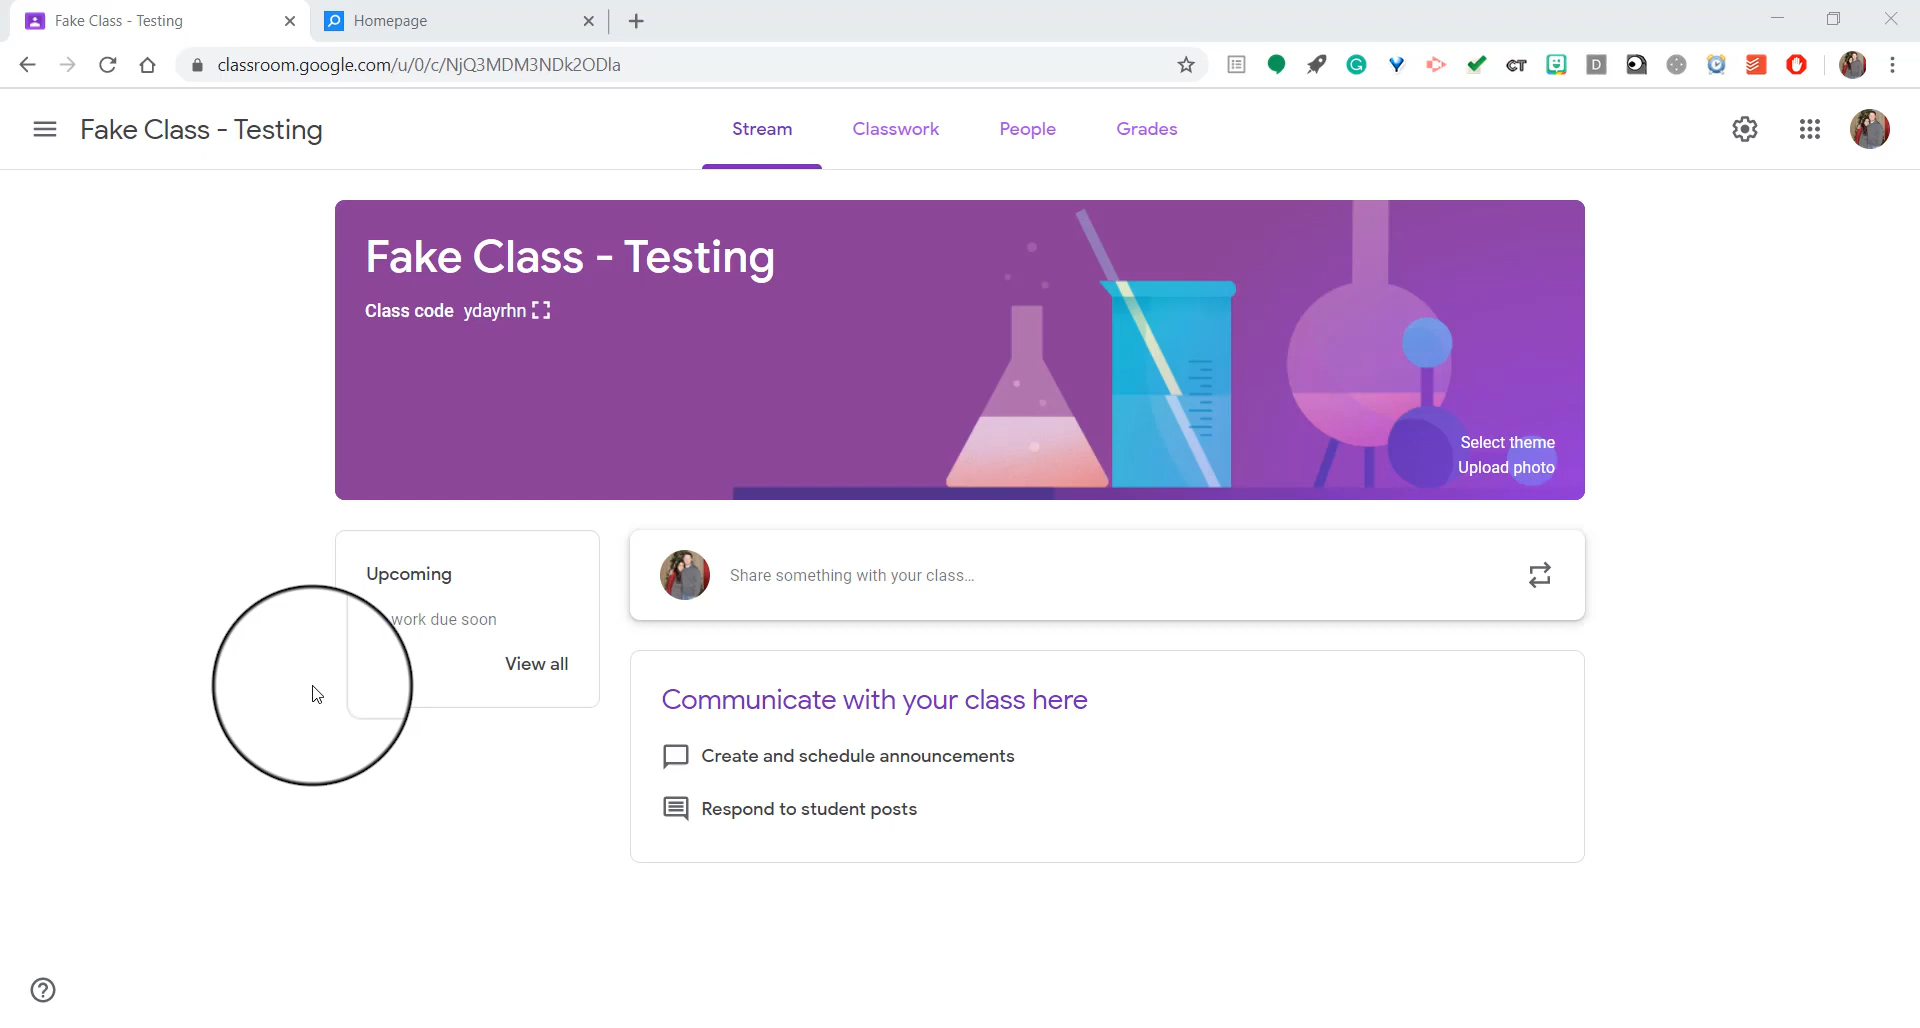 Fake Class - Testing
Homepage
classroom.google.com/u/0/c/NjQ3MDM3NDk2ODla
CT
D
Fake Class - Testing
Stream
Classwork
People
Grades
Fake Class - Testing
Class code ydayrhn
Select theme
Upload photo
Upcoming
work due soon
View all
Share something with your class...
Communicate with your class here
Create and schedule announcements
Respond to student posts